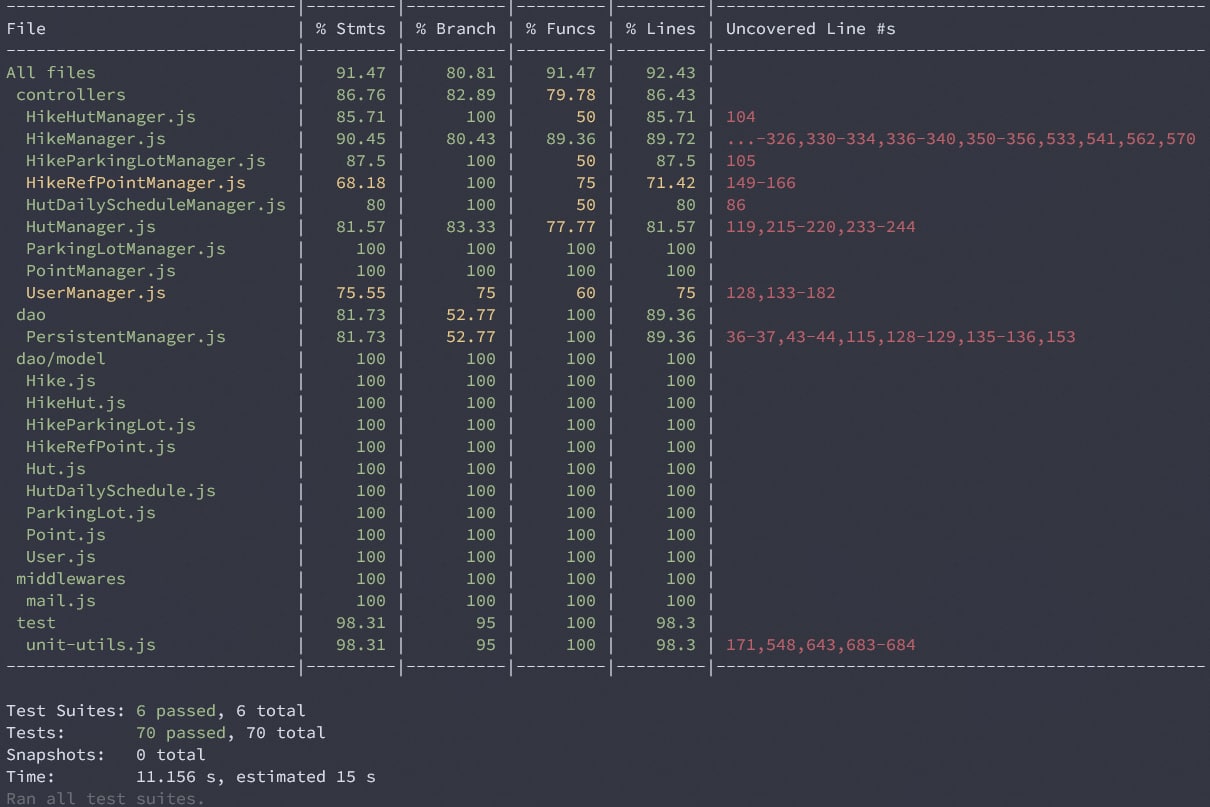 -----------------------------|---------|----------|---------|---------|-------------------------------------------------
File                         | % Stmts | % Branch | % Funcs | % Lines | Uncovered Line #s
-----------------------------|---------|----------|---------|---------|-------------------------------------------------
All files                    |   91.47 |    80.81 |   91.47 |   92.43 |
 controllers                 |   86.76 |    82.89 |   79.78 |   86.43 |
  HikeHutManager.js          |   85.71 |      100 |      50 |   85.71 | 104
  HikeManager.js             |   90.45 |    80.43 |   89.36 |   89.72 | ...-326,330-334,336-340,350-356,533,541,562,570
  HikeParkingLotManager.js   |    87.5 |      100 |      50 |    87.5 | 105
  HikeRefPointManager.js     |   68.18 |      100 |      75 |   71.42 | 149-166
  HutDailyScheduleManager.js |      80 |      100 |      50 |      80 | 86
  HutManager.js              |   81.57 |    83.33 |   77.77 |   81.57 | 119,215-220,233-244
  ParkingLotManager.js       |     100 |      100 |     100 |     100 |
  PointManager.js            |     100 |      100 |     100 |     100 |
  UserManager.js             |   75.55 |       75 |      60 |      75 | 128,133-182
 dao                         |   81.73 |    52.77 |     100 |   89.36 |
  PersistentManager.js       |   81.73 |    52.77 |     100 |   89.36 | 36-37,43-44,115,128-129,135-136,153
 dao/model                   |     100 |      100 |     100 |     100 |
  Hike.js                    |     100 |      100 |     100 |     100 |
  HikeHut.js                 |     100 |      100 |     100 |     100 |
  HikeParkingLot.js          |     100 |      100 |     100 |     100 |
  HikeRefPoint.js            |     100 |      100 |     100 |     100 |
  Hut.js                     |     100 |      100 |     100 |     100 |
  HutDailySchedule.js        |     100 |      100 |     100 |     100 |
  ParkingLot.js              |     100 |      100 |     100 |     100 |
  Point.js                   |     100 |      100 |     100 |     100 |
  User.js                    |     100 |      100 |     100 |     100 |
 middlewares                 |     100 |      100 |     100 |     100 |
  mail.js                    |     100 |      100 |     100 |     100 |
 test                        |   98.31 |       95 |     100 |    98.3 |
  unit-utils.js              |   98.31 |       95 |     100 |    98.3 | 171,548,643,683-684
-----------------------------|---------|----------|---------|---------|-------------------------------------------------
Test Suites: 6 passed, 6 total
Tests:       70 passed, 70 total
Snapshots:   0 total
Time:        11.156 s, estimated 15 s
Ran all test suites.